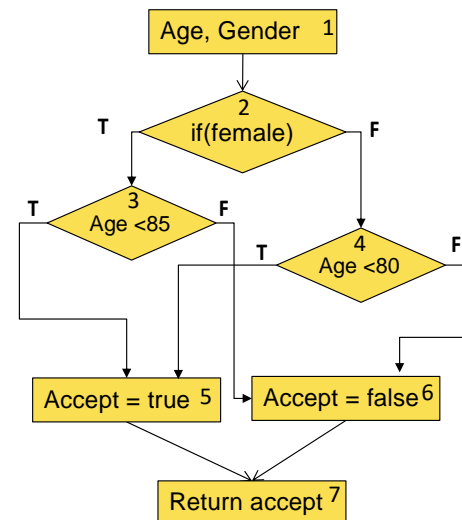 Age, Gender 1
2
if(female)
T
F
3
Age <85
T
F
4
Age <80
T
F
Accept = true 5
Accept = false 6
Return accept 7